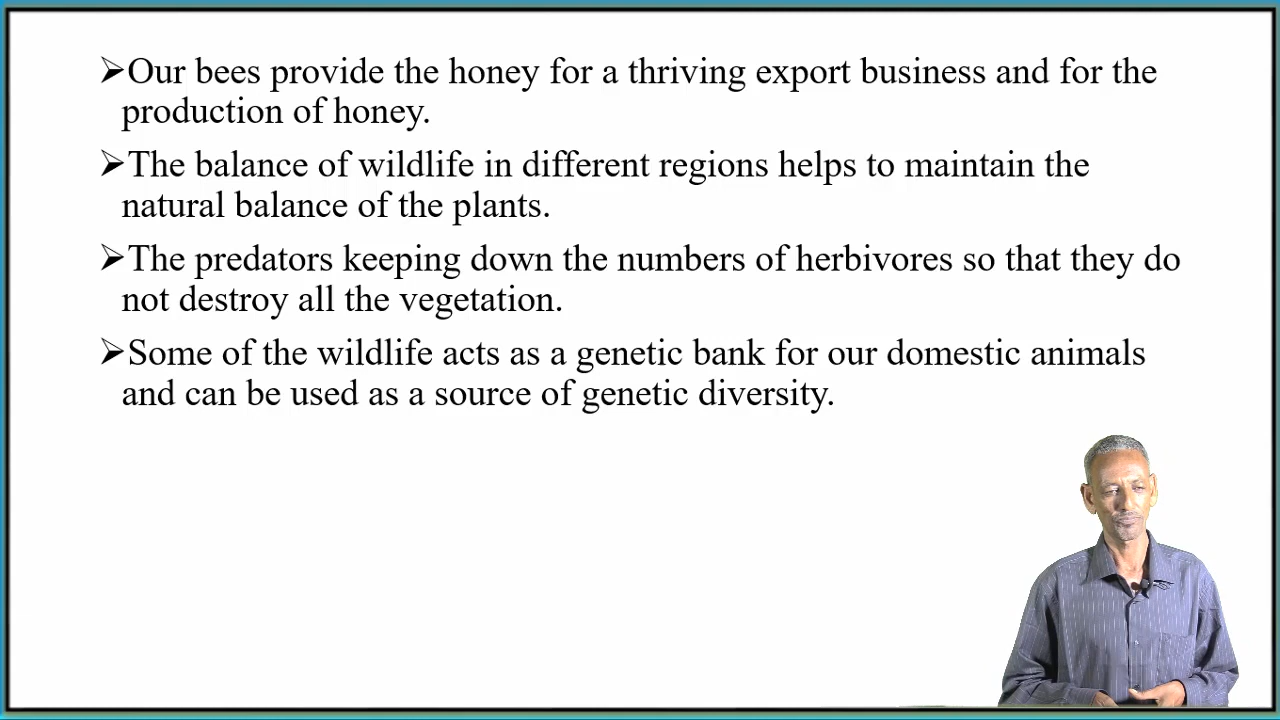 ➢Our bees provide the honey for a thriving export business and for the
production of honey.
➢The balance of wildlife in different regions helps to maintain the
natural balance of the plants.
➢The predators keeping down the numbers of herbivores so that they do
not destroy all the vegetation.
➢Some of the wildlife acts as a genetic bank for our domestic animals
and can be used as a source of genetic diversity.